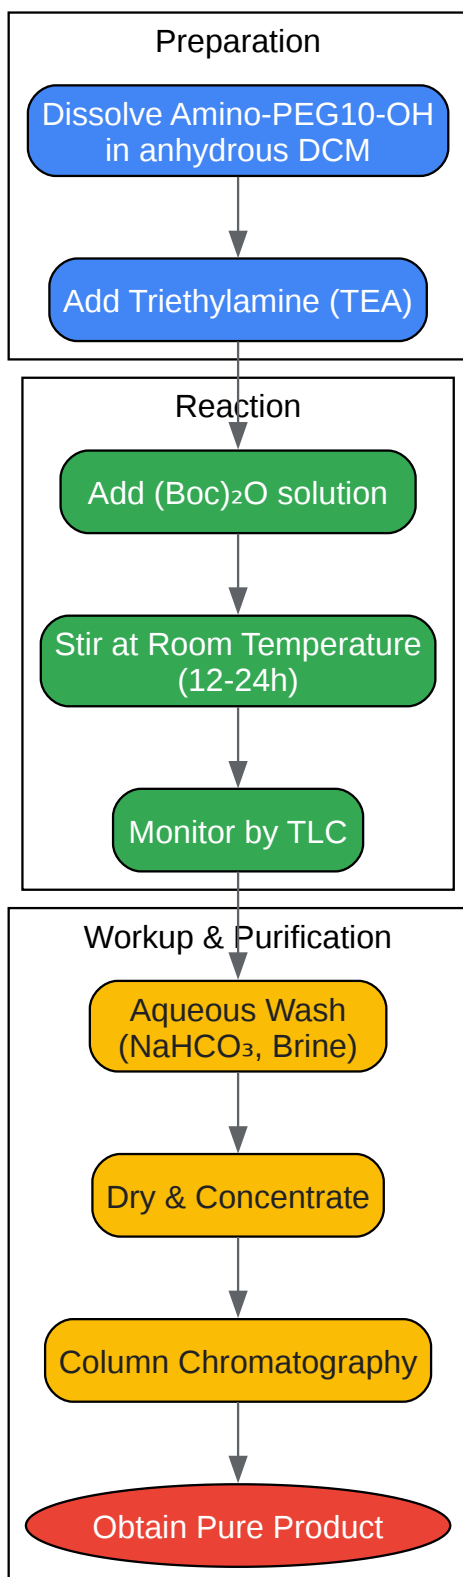 Preparation
Dissolve Amino-PEG10-OH
in anhydrous DCM
Add Triethylamine (TEA)
Reaction
Add (Boc)₂O solution
Stir at Room Temperature
(12-24h)
Monitor by TLC
Workup & Purification
Aqueous Wash
(NaHCO₃, Brine)
Dry & Concentrate
Column Chromatography
Obtain Pure Product